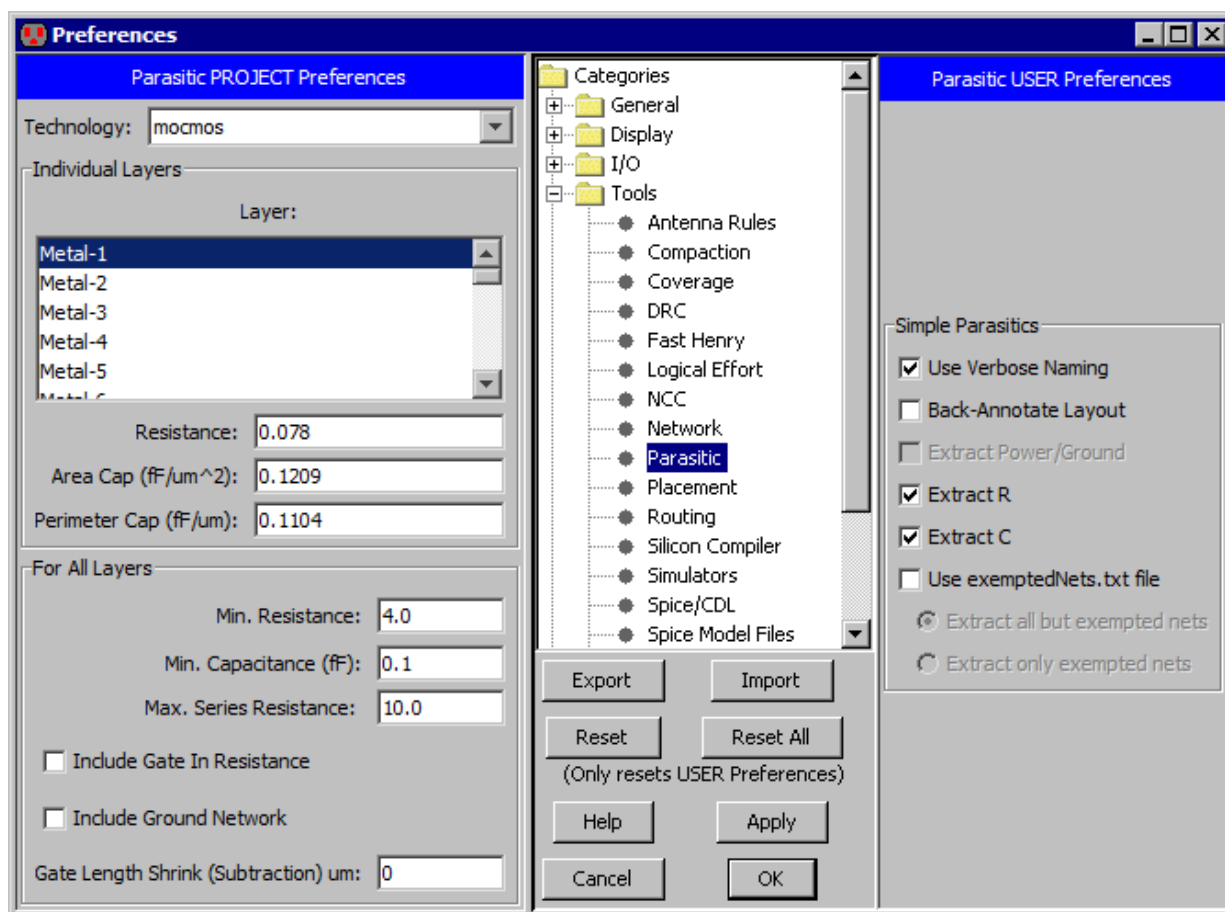 Preferences
Parasitic PROJECT Preferences
Technology: mocmos
Individual Layers
Layer:
Metal-1
Metal-2
Metal-3
Metal-4
Metal-5
Metal-6
Resistance: 0.078
Area Cap (fF/um^2): 0.1209
Perimeter Cap (fF/um): 0.1104
For All Layers
Min. Resistance: 4.0
Min. Capacitance (fF): 0.1
Max. Series Resistance: 10.0
Include Gate In Resistance
Include Ground Network
Gate Length Shrink (Subtraction) um: 0
Categories
General
Display
I/O
Tools
Antenna Rules
Compaction
Coverage
DRC
Fast Henry
Logical Effort
NCC
Network
Parasitic
Placement
Routing
Silicon Compiler
Simulators
Spice/CDL
Spice Model Files
Export Import
Reset Reset All
(Only resets USER Preferences)
Help Apply
Cancel OK
Parasitic USER Preferences
Simple Parasitics
Use Verbose Naming
Back-Annotate Layout
Extract Power/Ground
Extract R
Extract C
Use exemptedNets.txt file
Extract all but exempted nets
Extract only exempted nets